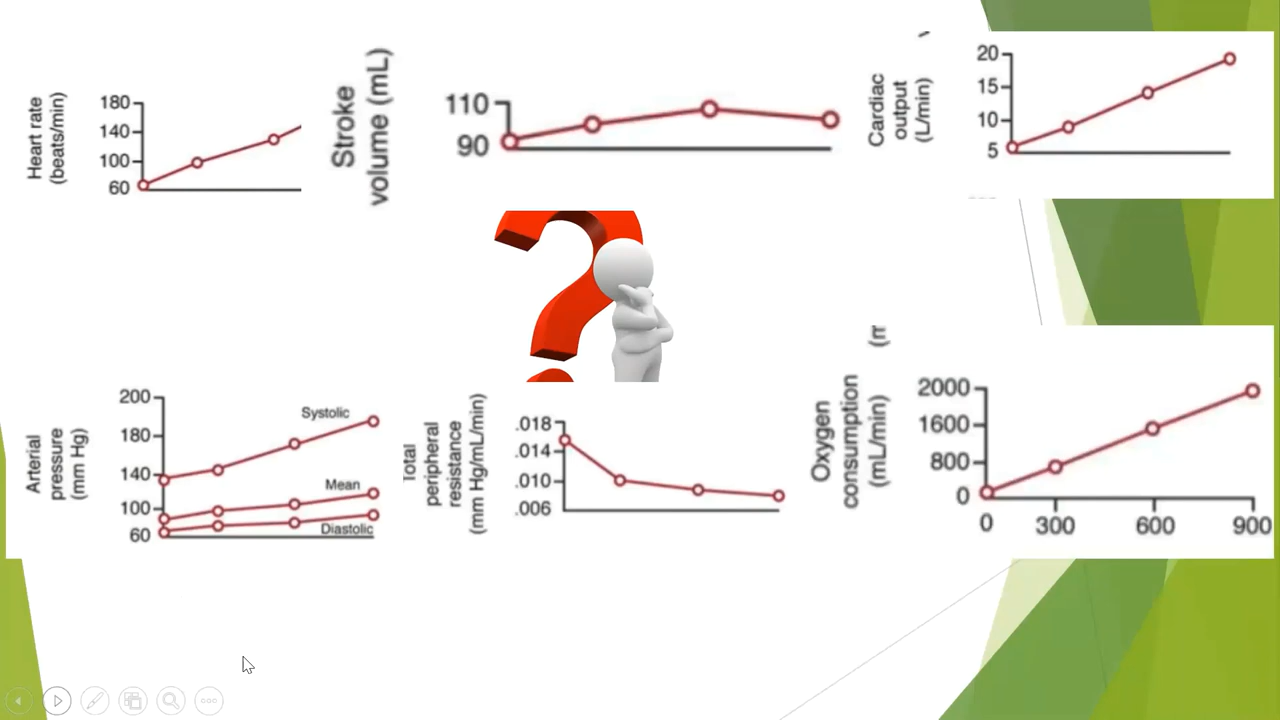 Heart rate
(beats/min)
180
140
100
60
Stroke
volume (mL)
110
90
Cardiac
output
(L/min)
20
15
10
5
Arterial
pressure
(mm Hg)
200
180
140
100
60
Systolic
Mean
Diastolic
Total
peripheral
resistance
(mm Hg/mL/min)
.018
.014
.010
.006
Oxygen
consumption
(mL/min)
2000
1600
800
0
0 300 600 900